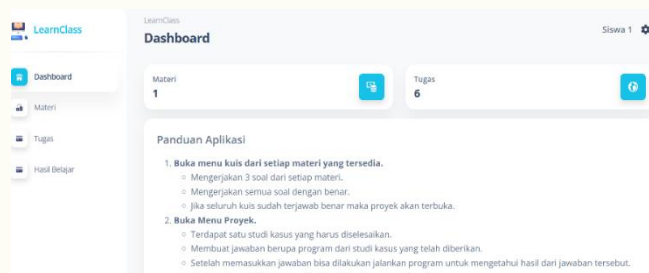 LearnClass
LearnClass
Dashboard
Siswa 1
Dashboard
Materi
Tugas
Hasil Belajar
Materi
1
Tugas
6
Panduan Aplikasi
1. Buka menu kuis dari setiap materi yang tersedia.
Mengerjakan 3 soal dari setiap materi.
Mengerjakan semua soal dengan benar.
Jika seluruh kuis sudah terjawab benar maka proyek akan terbuka.
2. Buka Menu Proyek.
Terdapat satu studi kasus yang harus diselesaikan.
Membuat jawaban berupa program dari studi kasus yang telah diberikan.
Setelah memasukkan jawaban bisa dilakukan jalankan program untuk mengetahui hasil dari jawaban tersebut.